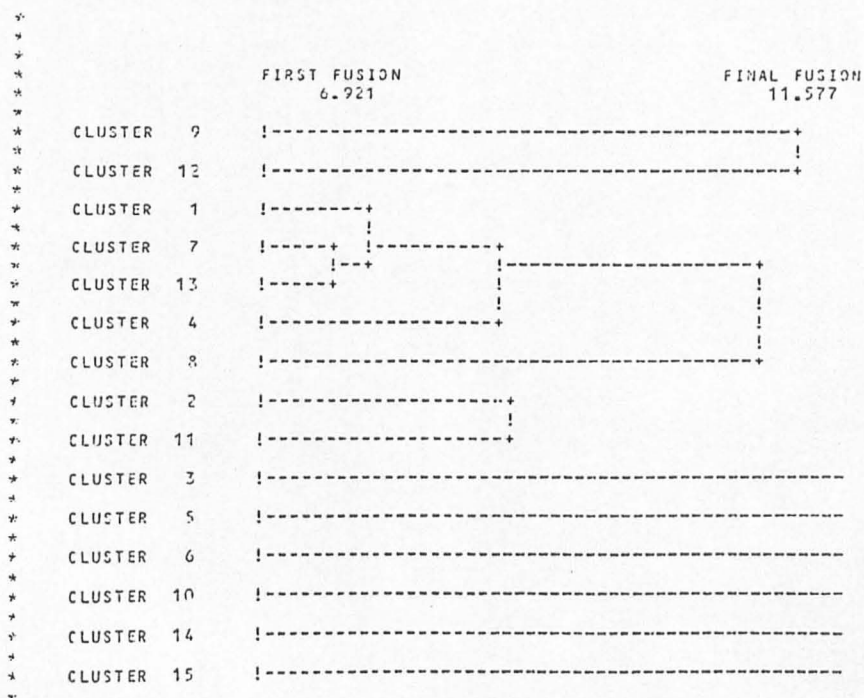 FIRST FUSION FINAL FUSION
6.921 11.577
CLUSTER 9
CLUSTER 12
CLUSTER 1
CLUSTER 7
CLUSTER 13
CLUSTER 4
CLUSTER 8
CLUSTER 2
CLUSTER 11
CLUSTER 3
CLUSTER 5
CLUSTER 6
CLUSTER 10
CLUSTER 14
CLUSTER 15